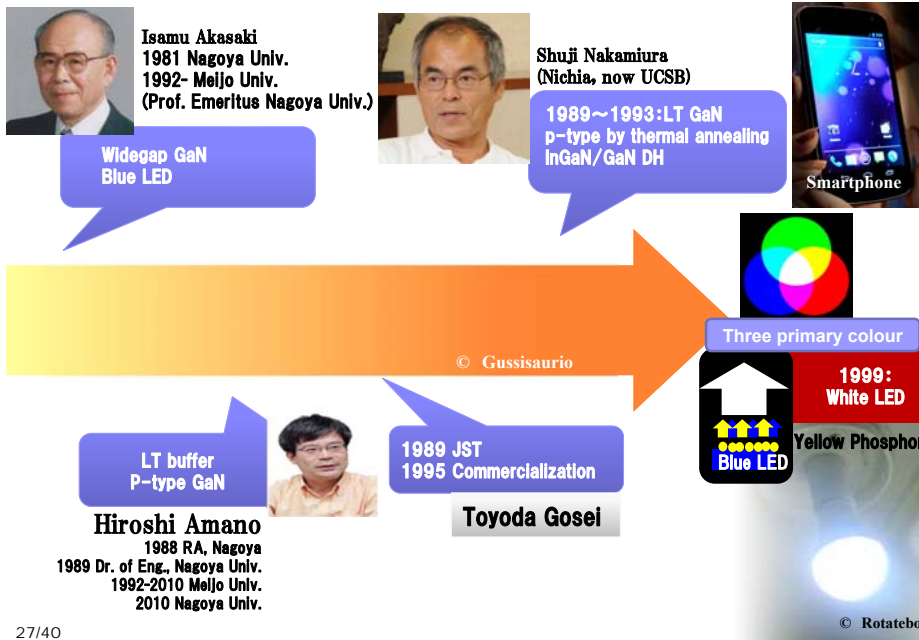 Isamu Akasaki
1981 Nagoya Univ.
1992- Meijo Univ.
(Prof. Emeritus Nagoya Univ.)
Widegap GaN
Blue LED
Shuji Nakamiura
(Nichia, now UCSB)
1989～1993:LT GaN
p-type by thermal annealing
InGaN/GaN DH
Smartphone
Three primary colour
© Gussisaurio
1999:
White LED
Yellow Phosphor
Blue LED
LT buffer
P-type GaN
Hiroshi Amano
1988 RA, Nagoya
1989 Dr. of Eng., Nagoya Univ.
1992-2010 Meijo Univ.
2010 Nagoya Univ.
1989 JST
1995 Commercialization
Toyoda Gosei
© Rotatebo
27/40